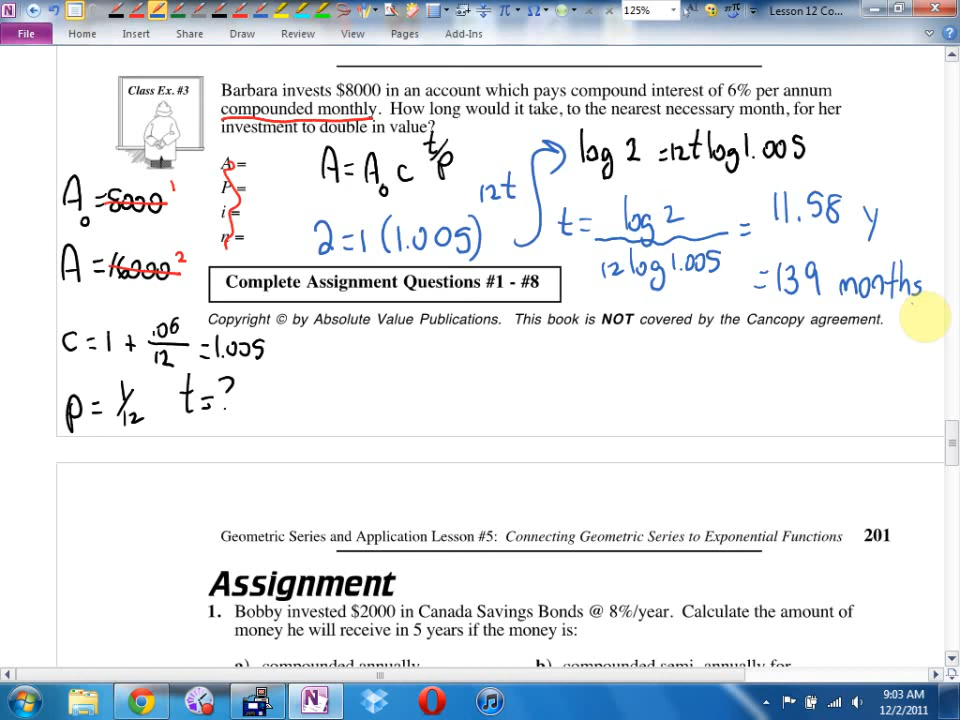 125%
Lesson 12 Co...
File Home Insert Share Draw Review View Pages Add-Ins
Class Ex. #3
Barbara invests $8000 in an account which pays compound interest of 6% per annum
compounded monthly. How long would it take, to the nearest necessary month, for her
investment to double in value?
A =
P =
i =
n =
A₀ = 8000 1
A = 16000 2
C = 1 + .06/12 = 1.005
p = 1/12 t = ?
A = A₀ c^(t/p)
2 = 1 (1.005)^(12t)
log 2 = 12t log 1.005
t = log 2 / 12 log 1.005 = 11.58 y
= 139 months
Complete Assignment Questions #1 - #8
Copyright © by Absolute Value Publications. This book is NOT covered by the Cancopy agreement.
Geometric Series and Application Lesson #5: Connecting Geometric Series to Exponential Functions 201
Assignment
1. Bobby invested $2000 in Canada Savings Bonds @ 8%/year. Calculate the amount of
money he will receive in 5 years if the money is:
a) compounded annually b) compounded semi-annually for
9:03 AM
12/2/2011